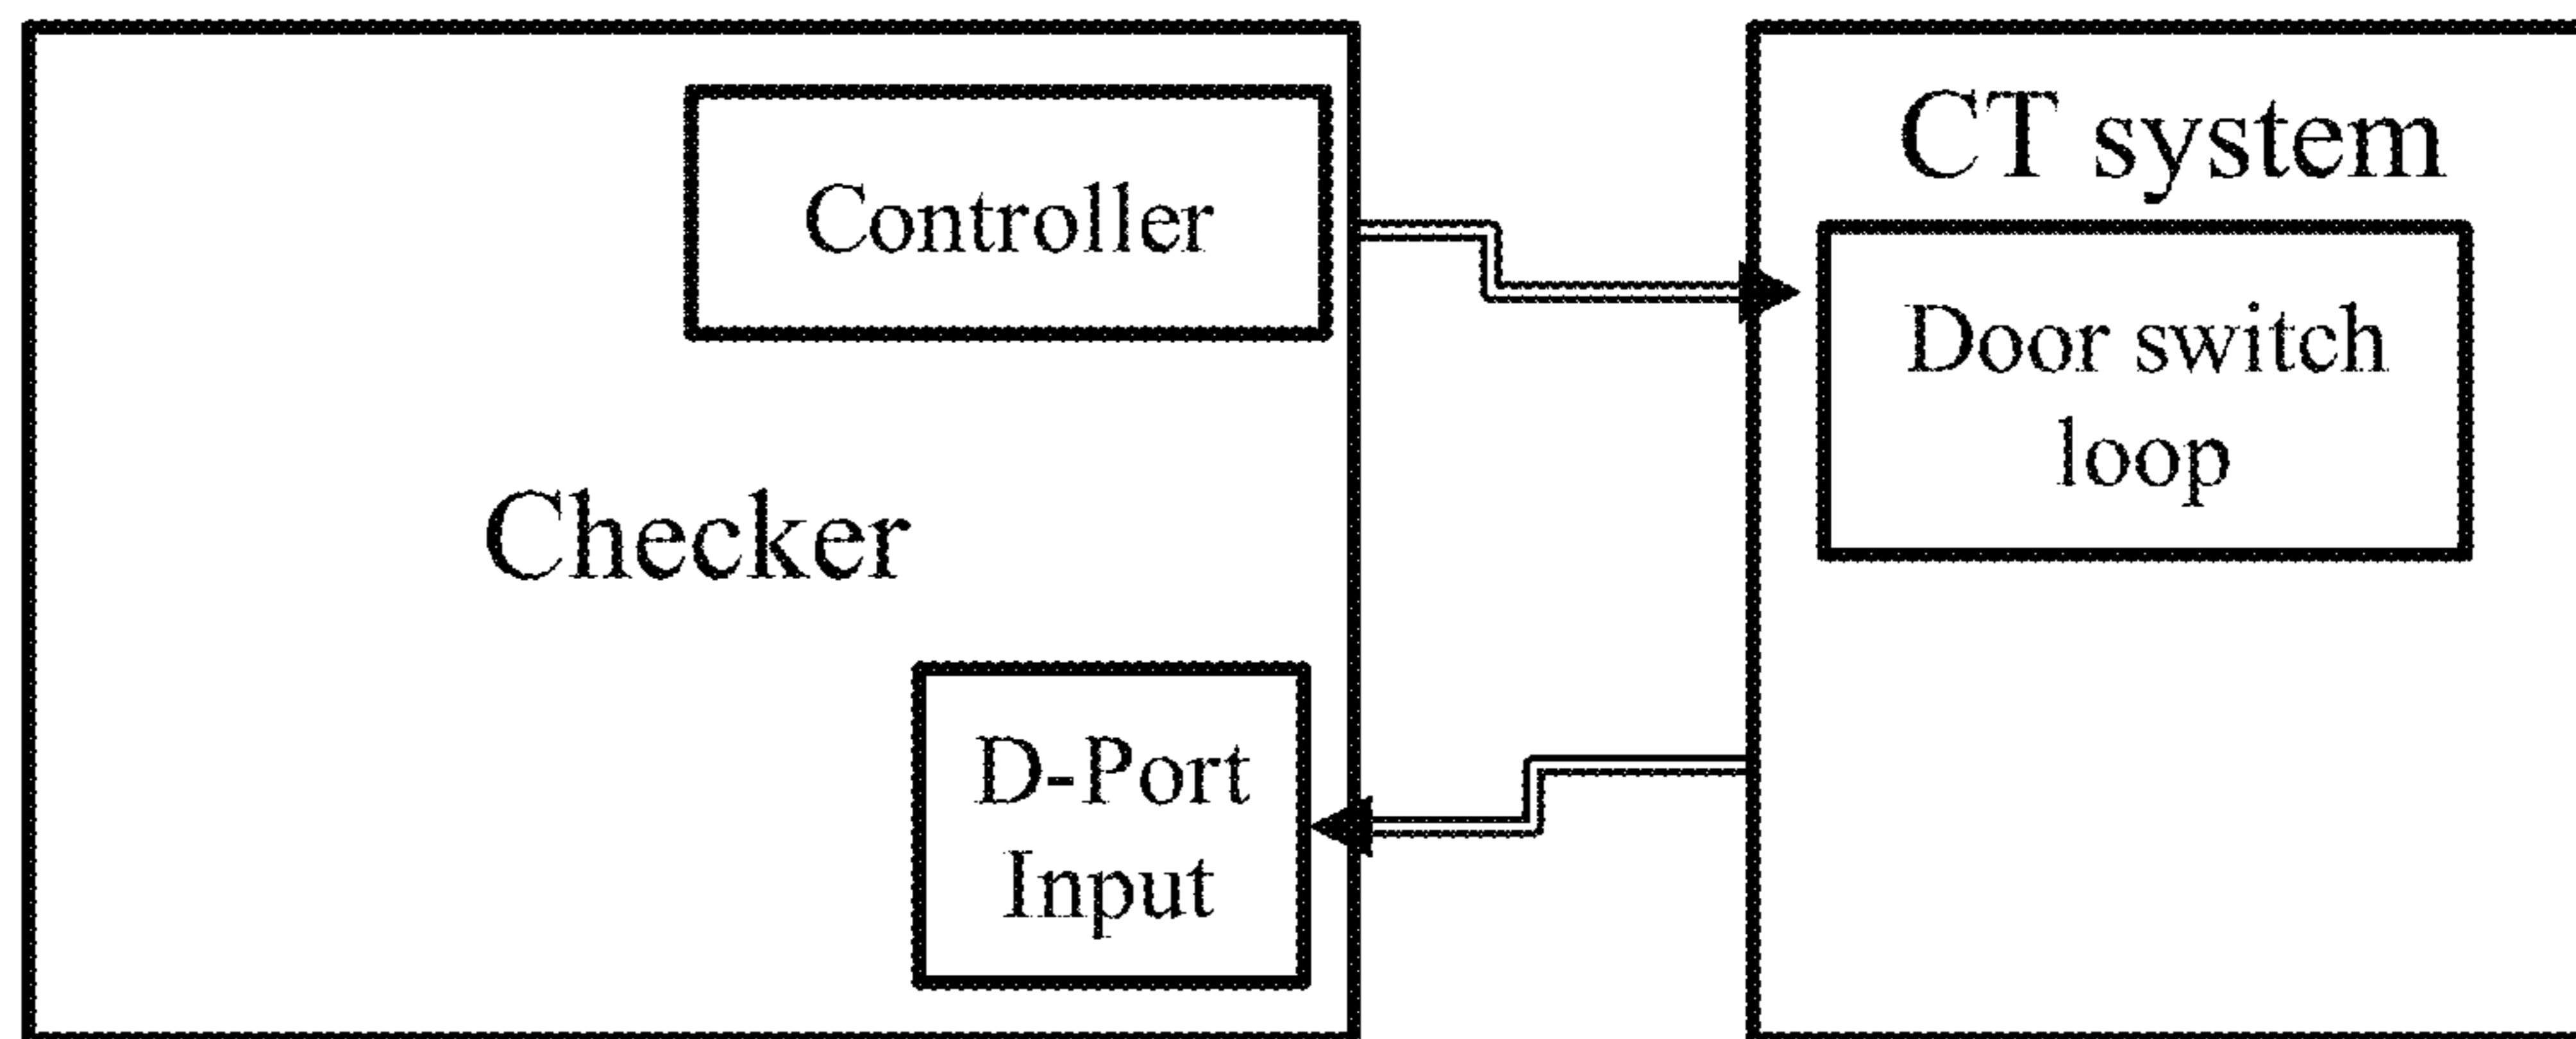 Controller
Checker
D-Port
Input
CT system
Door switch
loop